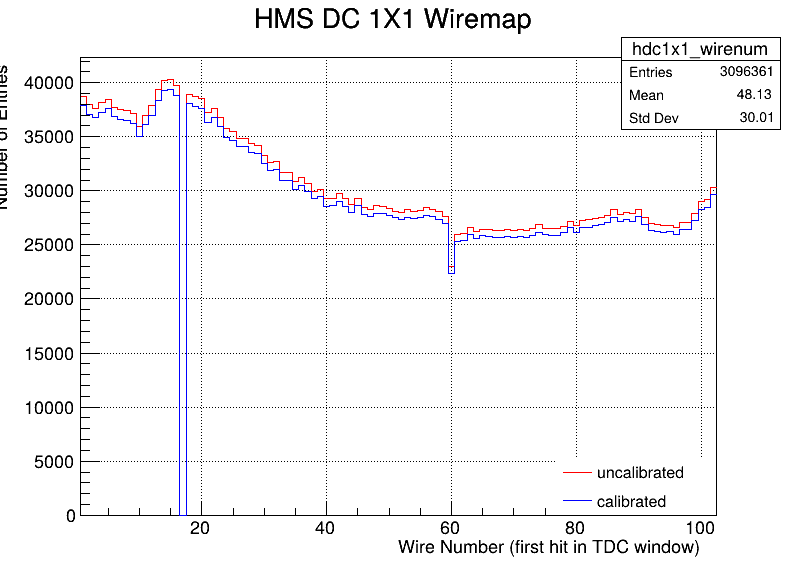 HMS DC 1X1 Wiremap
hdc1x1_wirenum
Entries 3096361
Mean 48.13
Std Dev 30.01
Number of Entries
40000
35000
30000
25000
20000
15000
10000
5000
0
20 40 60 80 100
Wire Number (first hit in TDC window)
uncalibrated
calibrated